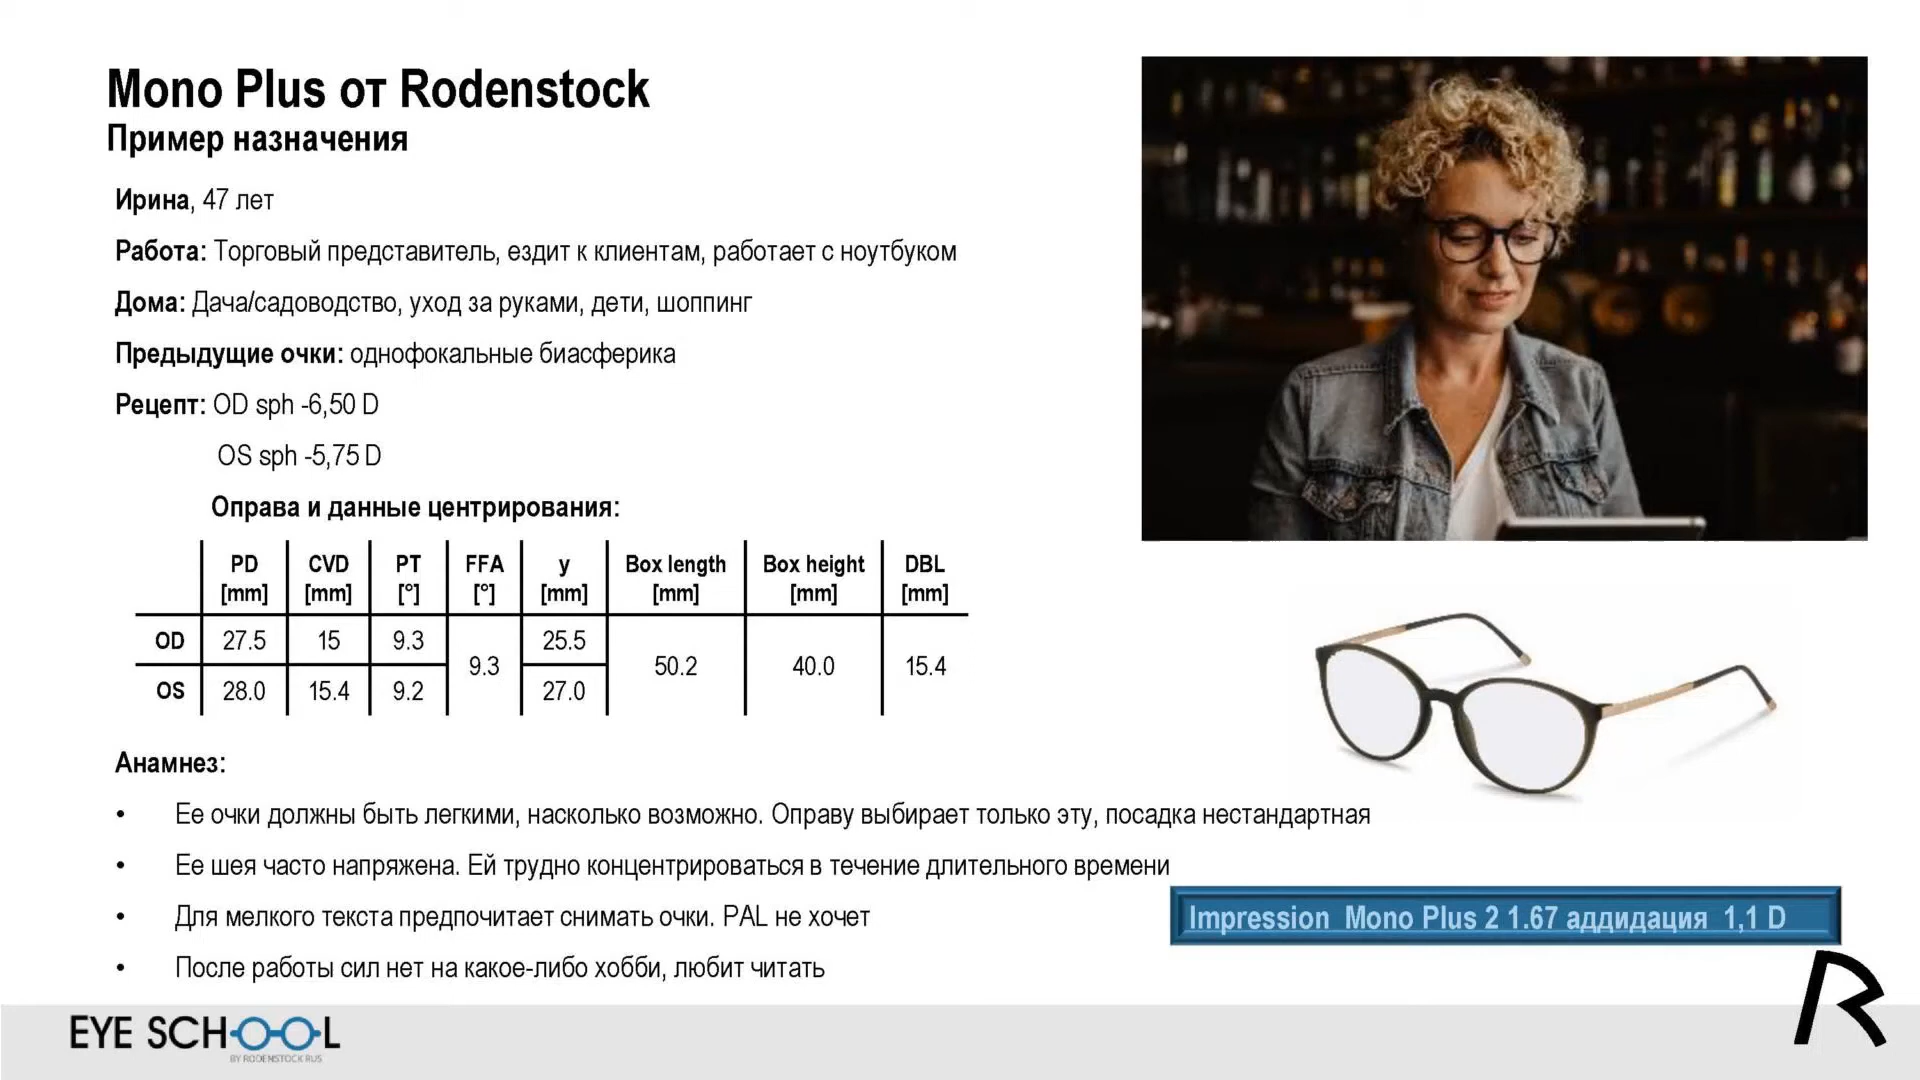 Mono Plus от Rodenstock
Пример назначения
Ирина, 47 лет
Работа: Торговый представитель, ездит к клиентам, работает с ноутбуком
Дома: Дача/садоводство, уход за руками, дети, шоппинг
Предыдущие очки: однофокальные биасферика
Рецепт: OD sph -6,50 D
OS sph -5,75 D
Оправа и данные центрирования:
PD CVD PT FFA y Box length Box height DBL
[mm] [mm] [°] [°] [mm] [mm] [mm] [mm]
OD 27.5 15 9.3 25.5
9.3 50.2 40.0 15.4
OS 28.0 15.4 9.2 27.0
Анамнез:
• Ее очки должны быть легкими, насколько возможно. Оправу выбирает только эту, посадка нестандартная
• Ее шея часто напряжена. Ей трудно концентрироваться в течение длительного времени
• Для мелкого текста предпочитает снимать очки. PAL не хочет
Impression Mono Plus 2 1.67 аддидация 1,1 D
• После работы сил нет на какое-либо хобби, любит читать
EYE SCHOOL
BY RODENSTOCK RUS
R